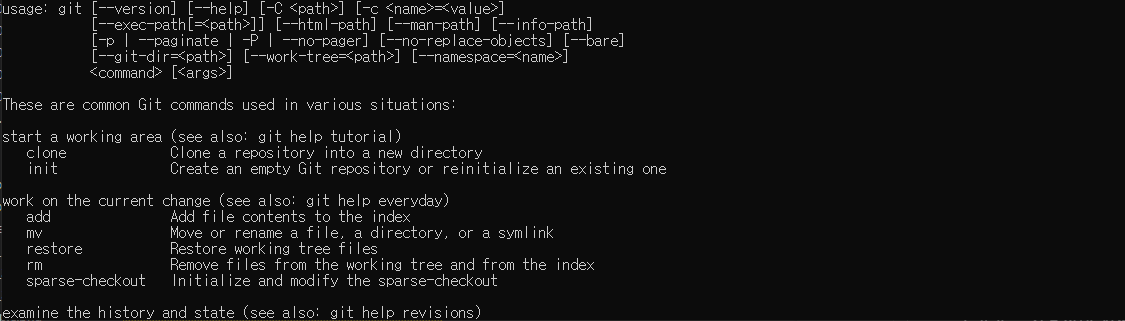 usage: git [--version] [--help] [-C <path>] [-c <name>=<value>]
           [--exec-path[=<path>]] [--html-path] [--man-path] [--info-path]
           [-p | --paginate | -P | --no-pager] [--no-replace-objects] [--bare]
           [--git-dir=<path>] [--work-tree=<path>] [--namespace=<name>]
           <command> [<args>]

These are common Git commands used in various situations:

start a working area (see also: git help tutorial)
   clone             Clone a repository into a new directory
   init              Create an empty Git repository or reinitialize an existing one

work on the current change (see also: git help everyday)
   add               Add file contents to the index
   mv                Move or rename a file, a directory, or a symlink
   restore           Restore working tree files
   rm                Remove files from the working tree and from the index
   sparse-checkout   Initialize and modify the sparse-checkout

examine the history and state (see also: git help revisions)